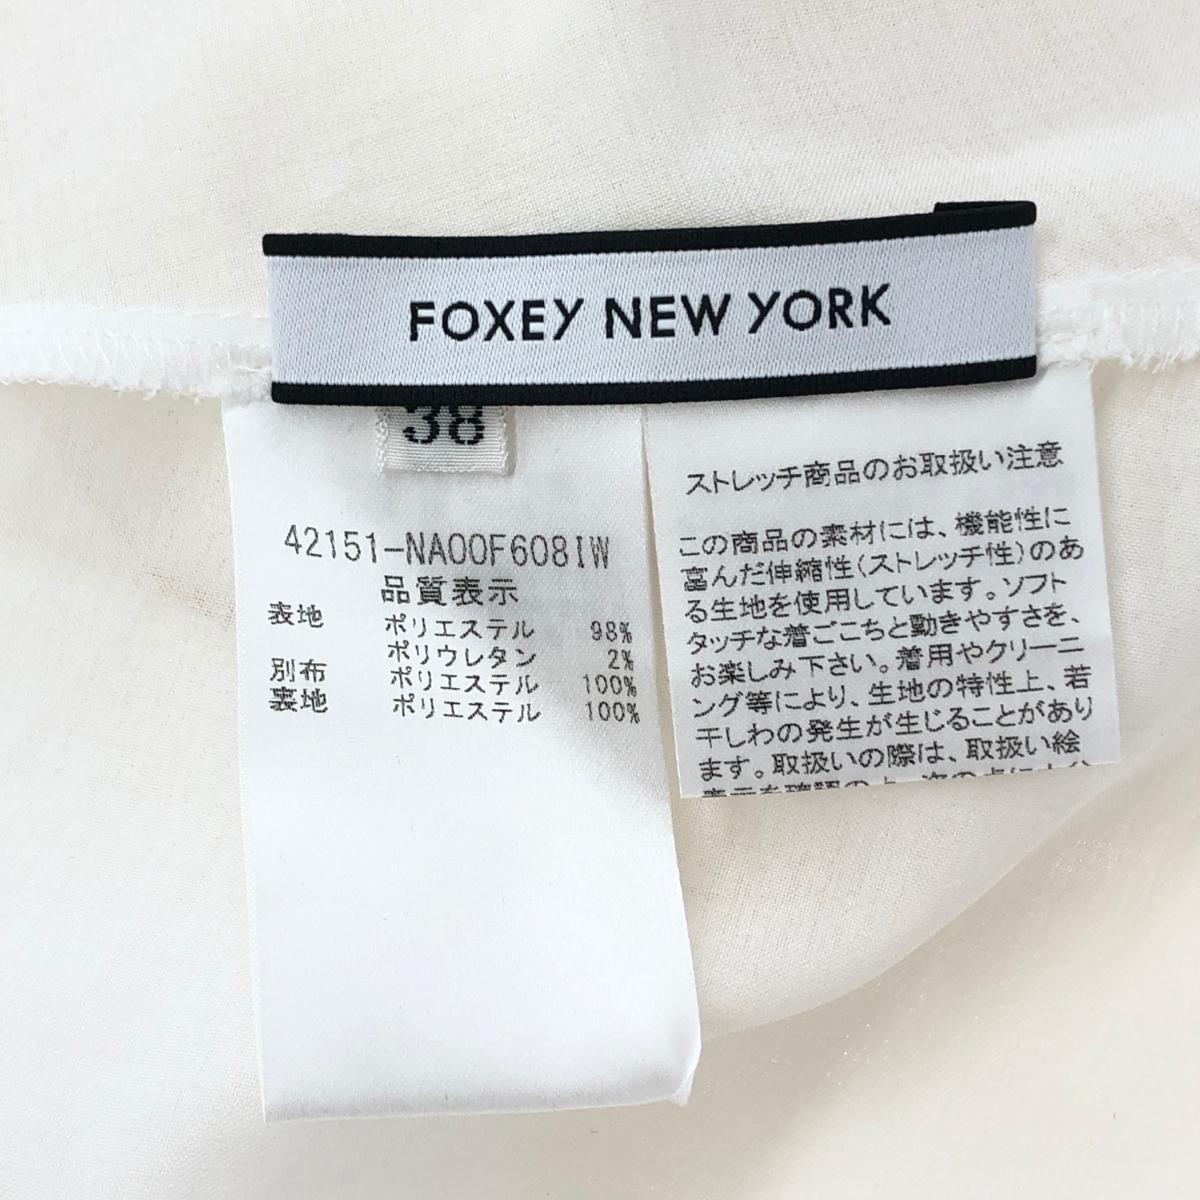 FOXEY NEW YORK
38
42151-NA00F608IW
品質表示
表地 ポリエステル 98%
ポリウレタン 2%
別布 ポリエステル 100%
裏地 ポリエステル 100%
ストレッチ商品のお取扱い注意
この商品の素材には、機能性に
富んだ伸縮性(ストレッチ性)のあ
る生地を使用しています。ソフト
タッチな着ごこちと動きやすさを、
お楽しみ下さい。着用やクリーニ
ング等により、生地の特性上、若
干しわの発生が生じることがあり
ます。取扱いの際は、取扱い絵